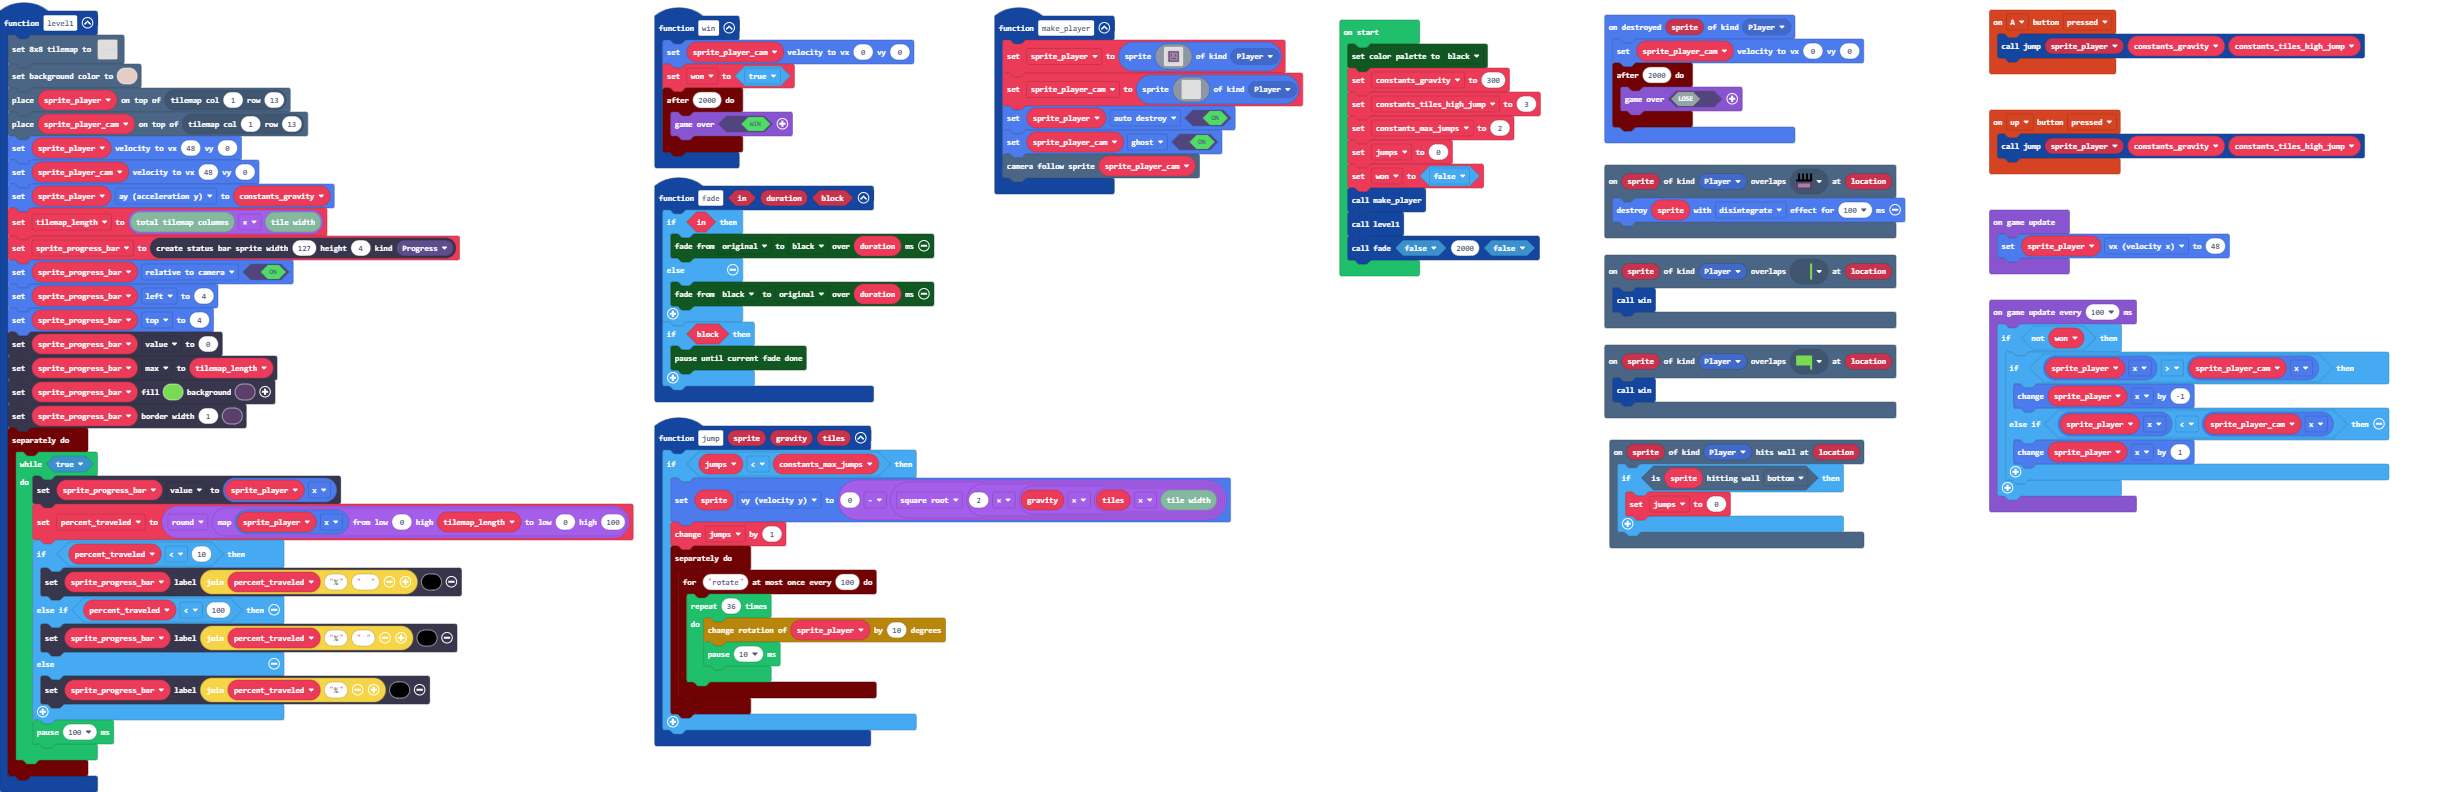 function level1
set 8x8 tilemap to
set background color to
place sprite_player on top of tilemap col 1 row 13
place sprite_player_cam on top of tilemap col 1 row 13
set sprite_player velocity to vx 48 vy 0
set sprite_player_cam velocity to vx 48 vy 0
set sprite_player ay (acceleration y) to constants_gravity
set tilemap_length to total tilemap columns x tile width
set sprite_progress_bar to create status bar sprite width 127 height 4 kind Progress
set sprite_progress_bar relative to camera ON
set sprite_progress_bar left to 4
set sprite_progress_bar top to 4
set sprite_progress_bar value to 0
set sprite_progress_bar max to tilemap_length
set sprite_progress_bar fill background
set sprite_progress_bar border width 1
separately do
while true
do set sprite_progress_bar value to sprite_player x
set percent_traveled to round map sprite_player x from low 0 high tilemap_length to low 0 high 100
if percent_traveled < 10 then
set sprite_progress_bar label join percent_traveled "%" "  "
else if percent_traveled < 100 then
set sprite_progress_bar label join percent_traveled "%" " "
else
set sprite_progress_bar label join percent_traveled "%"
pause 100 ms
function win
set sprite_player_cam velocity to vx 0 vy 0
set won to true
after 2000 do
game over WIN
function fade in duration block
if in then
fade from original to black over duration ms
else
fade from black to original over duration ms
if block then
pause until current fade done
function jump sprite gravity tiles
if jumps < constants_max_jumps then
set sprite vy (velocity y) to 0 - square root 2 x gravity x tiles x tile width
change jumps by 1
separately do
for "rotate" at most once every 100 do
repeat 36 times
do change rotation of sprite_player by 10 degrees
pause 10 ms
function make_player
set sprite_player to sprite of kind Player
set sprite_player_cam to sprite of kind Player
set sprite_player auto destroy ON
set sprite_player_cam ghost ON
camera follow sprite sprite_player_cam
on start
set color palette to black
set constants_gravity to 300
set constants_tiles_high_jump to 3
set constants_max_jumps to 2
set jumps to 0
set won to false
call make_player
call level1
call fade false 2000 false
on destroyed sprite of kind Player
set sprite_player_cam velocity to vx 0 vy 0
after 2000 do
game over LOSE
on sprite of kind Player overlaps at location
destroy sprite with disintegrate effect for 100 ms
on sprite of kind Player overlaps at location
call win
on sprite of kind Player overlaps at location
call win
on sprite of kind Player hits wall at location
if is sprite hitting wall bottom then
set jumps to 0
on A button pressed
call jump sprite_player constants_gravity constants_tiles_high_jump
on up button pressed
call jump sprite_player constants_gravity constants_tiles_high_jump
on game update
set sprite_player vx (velocity x) to 48
on game update every 100 ms
if not won then
if sprite_player x > sprite_player_cam x then
change sprite_player x by -1
else if sprite_player x < sprite_player_cam x then
change sprite_player x by 1